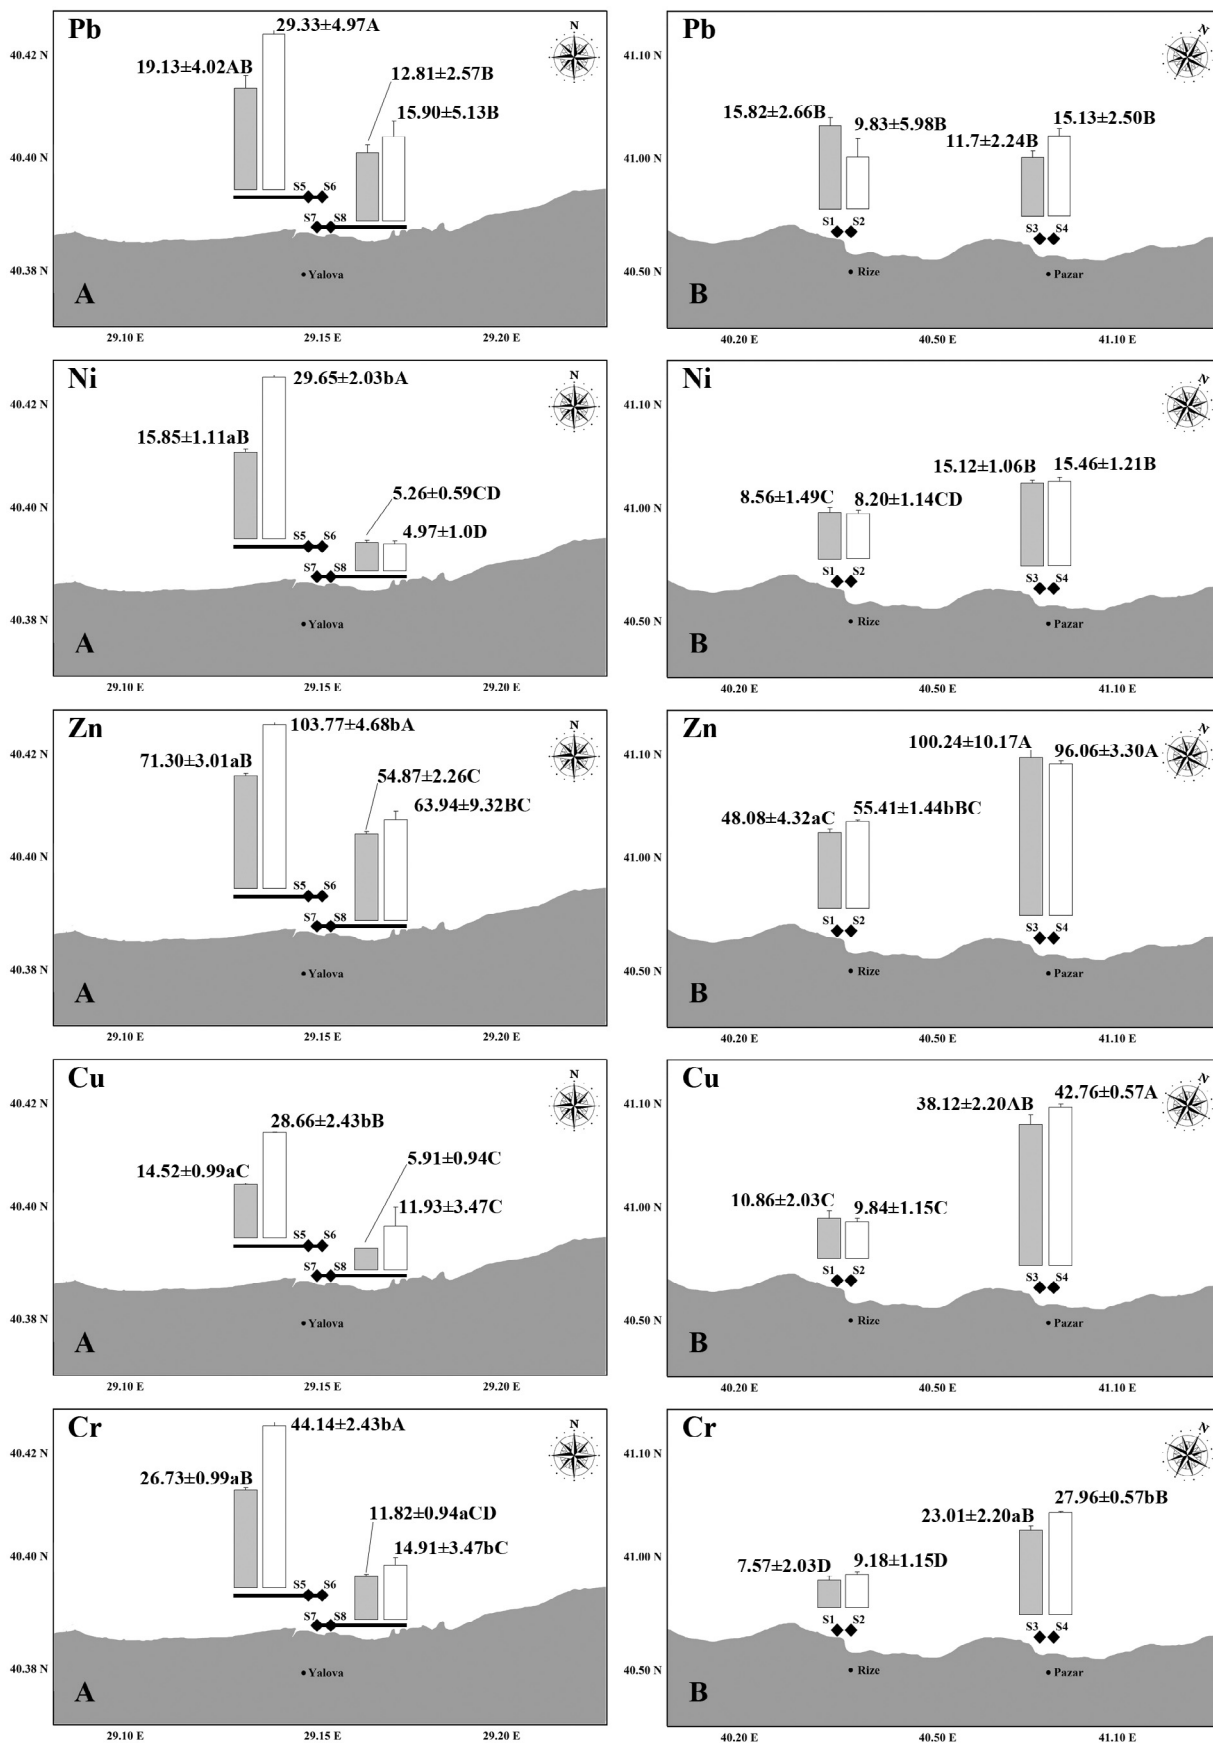 Pb
29.33±4.97A
N
40.42 N
19.13±4.02AB
12.81±2.57B
15.90±5.13B
40.40 N
S5 S6
S7 S8
40.38 N
Yalova
A
29.10 E 29.15 E 29.20 E
Pb
N
41.10 N
15.82±2.66B
9.83±5.98B
11.7±2.24B
15.13±2.50B
41.00 N
S1 S2
S3 S4
40.50 N
Rize
Pazar
B
40.20 E 40.50 E 41.10 E
Ni
29.65±2.03bA
N
40.42 N
15.85±1.11aB
5.26±0.59CD
40.40 N
4.97±1.0D
S5 S6
S7 S8
40.38 N
Yalova
A
29.10 E 29.15 E 29.20 E
Ni
N
41.10 N
15.12±1.06B
15.46±1.21B
8.56±1.49C
8.20±1.14CD
41.00 N
S1 S2
S3 S4
40.50 N
Rize
Pazar
B
40.20 E 40.50 E 41.10 E
Zn
103.77±4.68bA
N
40.42 N
71.30±3.01aB
54.87±2.26C
63.94±9.32BC
40.40 N
S5 S6
S7 S8
40.38 N
Yalova
A
29.10 E 29.15 E 29.20 E
Zn
N
100.24±10.17A
96.06±3.30A
41.10 N
48.08±4.32aC
55.41±1.44bBC
41.00 N
S1 S2
S3 S4
40.50 N
Rize
Pazar
B
40.20 E 40.50 E 41.10 E
Cu
N
40.42 N
28.66±2.43bB
14.52±0.99aC
5.91±0.94C
11.93±3.47C
40.40 N
S5 S6
S7 S8
40.38 N
Yalova
A
29.10 E 29.15 E 29.20 E
Cu
N
42.76±0.57A
41.10 N
38.12±2.20AB
10.86±2.03C
9.84±1.15C
41.00 N
S1 S2
S3 S4
40.50 N
Rize
Pazar
B
40.20 E 40.50 E 41.10 E
Cr
44.14±2.43bA
N
40.42 N
26.73±0.99aB
11.82±0.94aCD
14.91±3.47bC
40.40 N
S5 S6
S7 S8
40.38 N
Yalova
A
29.10 E 29.15 E 29.20 E
Cr
N
41.10 N
27.96±0.57bB
23.01±2.20aB
7.57±2.03D
9.18±1.15D
41.00 N
S1 S2
S3 S4
40.50 N
Rize
Pazar
B
40.20 E 40.50 E 41.10 E